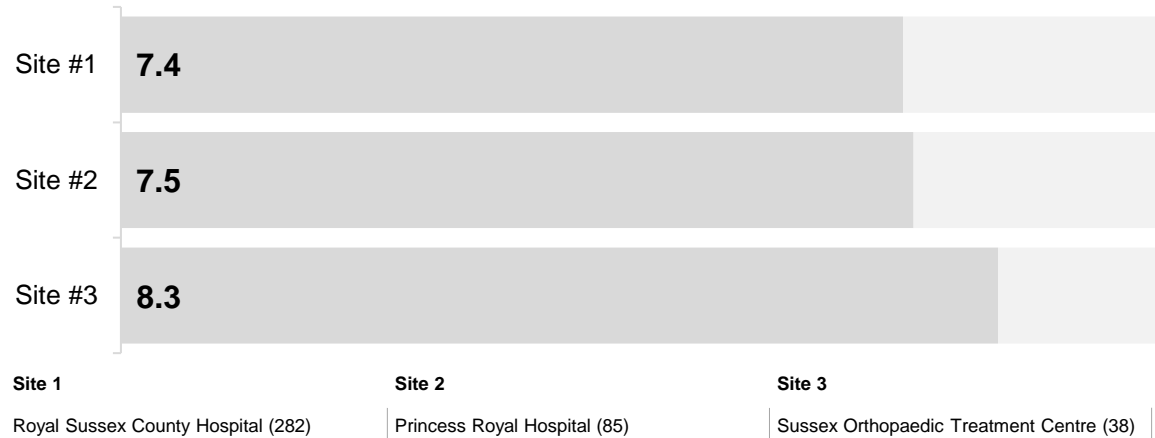 Site #1 7.4
Site #2 7.5
Site #3 8.3
Site 1 Site 2 Site 3
Royal Sussex County Hospital (282) Princess Royal Hospital (85) Sussex Orthopaedic Treatment Centre (38)